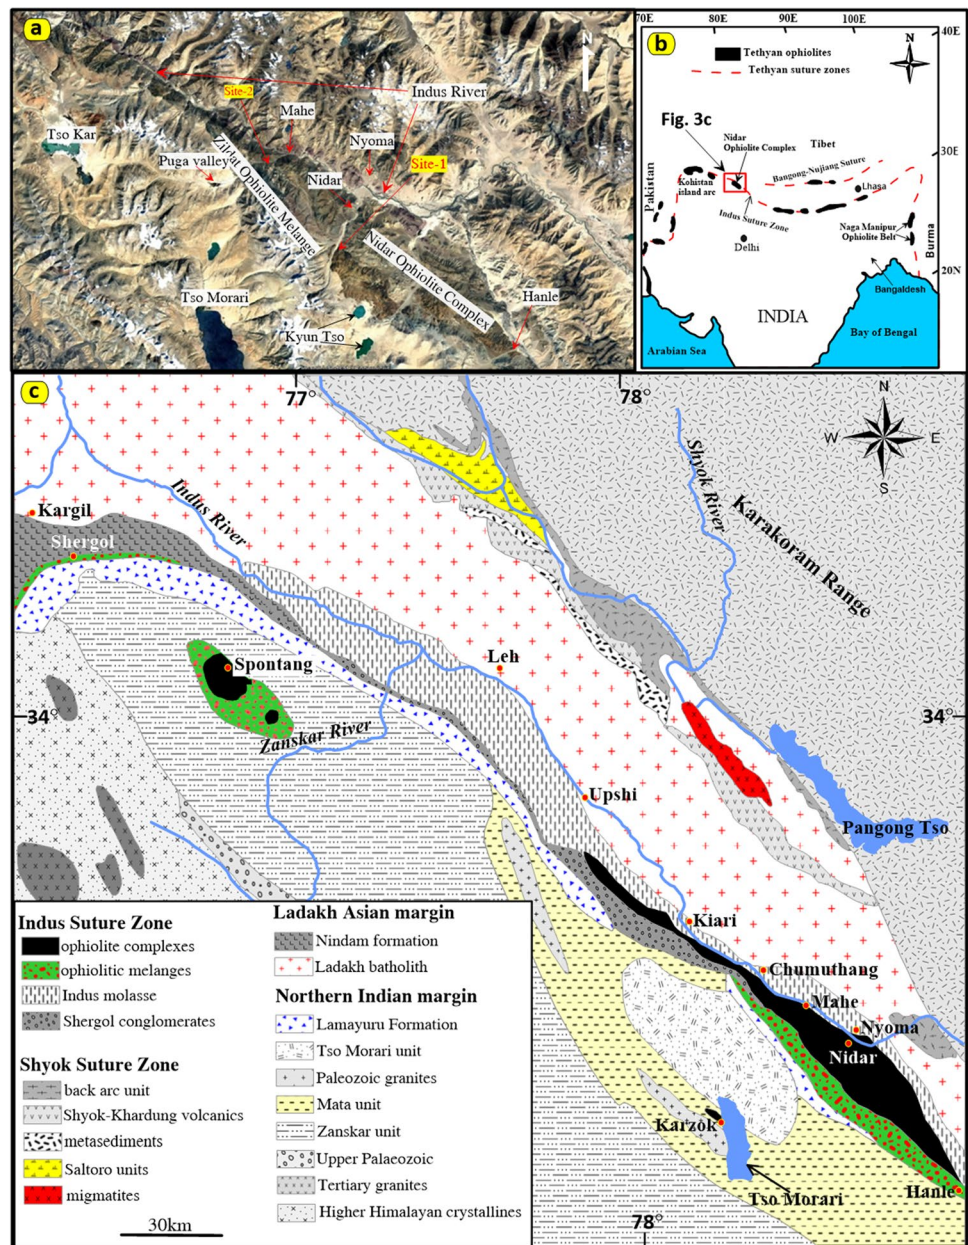 a
N
Indus River
Site-2
Mahe
Tso Kar
Nyoma
Site-1
Puga valley
Nidar
Zildat Ophiolite Melange
Nidar Ophiolite Complex
Tso Morari
Hanle
Kyun Tso
70E 80E 90E 100E
40E
b
Tethyan ophiolites
Tethyan suture zones
Fig. 3c
Nidar
Ophiolite Complex
Tibet
30E
Bangong-Nujiang Suture
Kohistan
island arc
Lhasa
Pakistan
Indus Suture Zone
Naga Manipur
Ophiolite Belt
Burma
Delhi
20N
Bangaldesh
INDIA
Bay of Bengal
Arabian Sea
c
77°
78°
N
W E
S
Shyok River
Karakoram Range
Indus River
Kargil
Shergol
Leh
Spontang
34°
34°
Zanskar River
Upshi
Pangong Tso
Kiari
Chumuthang
Mahe
Nyoma
Nidar
Karzok
Hanle
Tso Morari
78°
Indus Suture Zone
ophiolite complexes
ophiolitic melanges
Indus molasse
Shergol conglomerates
Shyok Suture Zone
back arc unit
Shyok-Khardung volcanics
metasediments
Saltoro units
migmatites
30km
Ladakh Asian margin
Nindam formation
Ladakh batholith
Northern Indian margin
Lamayuru Formation
Tso Morari unit
Paleozoic granites
Mata unit
Zanskar unit
Upper Palaeozoic
Tertiary granites
Higher Himalayan crystallines